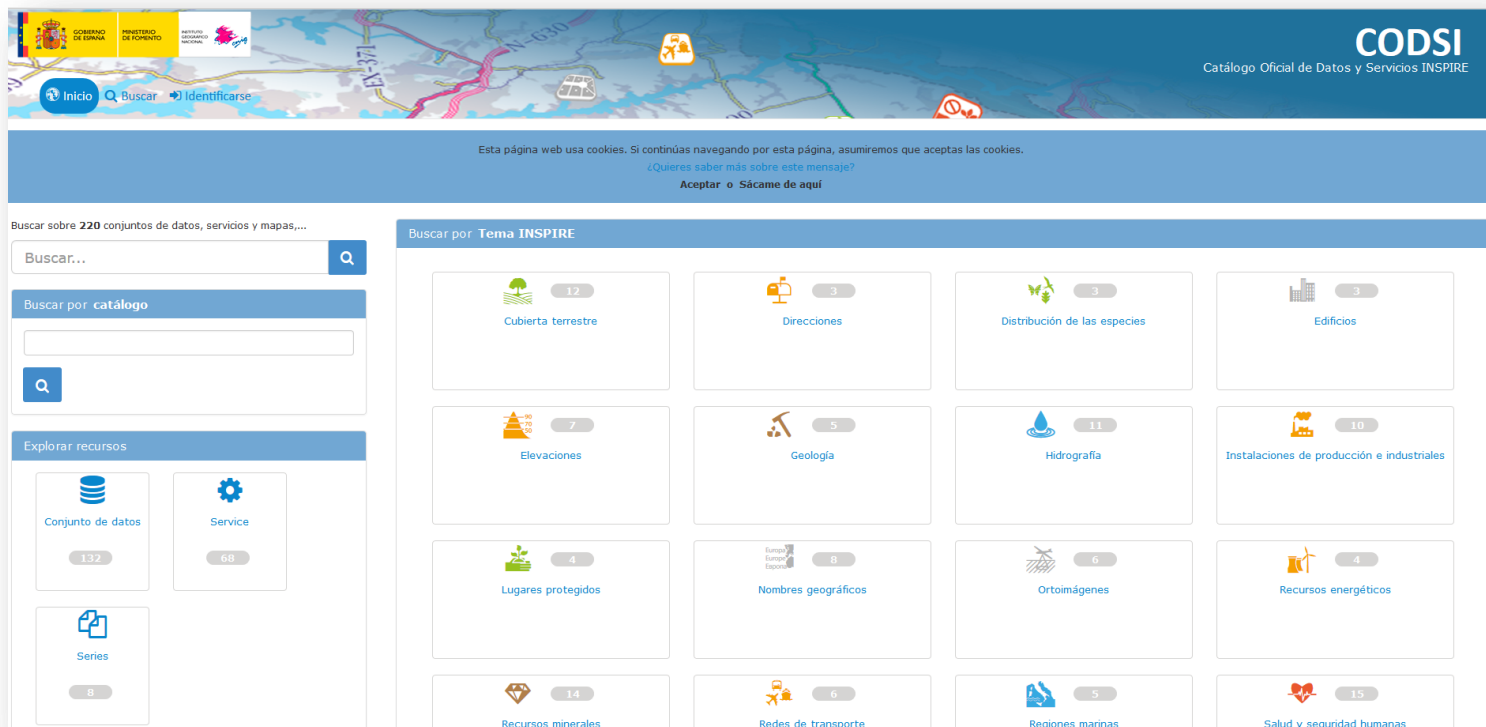 GOBIERNO
DE ESPAÑA
MINISTERIO
DE FOMENTO
INSTITUTO
GEOGRÁFICO
NACIONAL
cnig
EX-371
N-630
CODSI
Catálogo Oficial de Datos y Servicios INSPIRE
Inicio Buscar Identificarse
Esta página web usa cookies. Si continúas navegando por esta página, asumiremos que aceptas las cookies.
¿Quieres saber más sobre este mensaje?
Aceptar o Sácame de aquí
Buscar sobre 220 conjuntos de datos, servicios y mapas,...
Buscar...
Buscar por catálogo
Explorar recursos
Conjunto de datos
132
Service
68
Series
8
Buscar por Tema INSPIRE
12
Cubierta terrestre
3
Direcciones
3
Distribución de las especies
3
Edificios
90
70
50
7
Elevaciones
5
Geología
11
Hidrografía
10
Instalaciones de producción e industriales
4
Lugares protegidos
Europa
Europe
Espona
8
Nombres geográficos
6
Ortoimágenes
4
Recursos energéticos
14
Recursos minerales
6
Redes de transporte
5
Regiones marinas
15
Salud y seguridad humanas